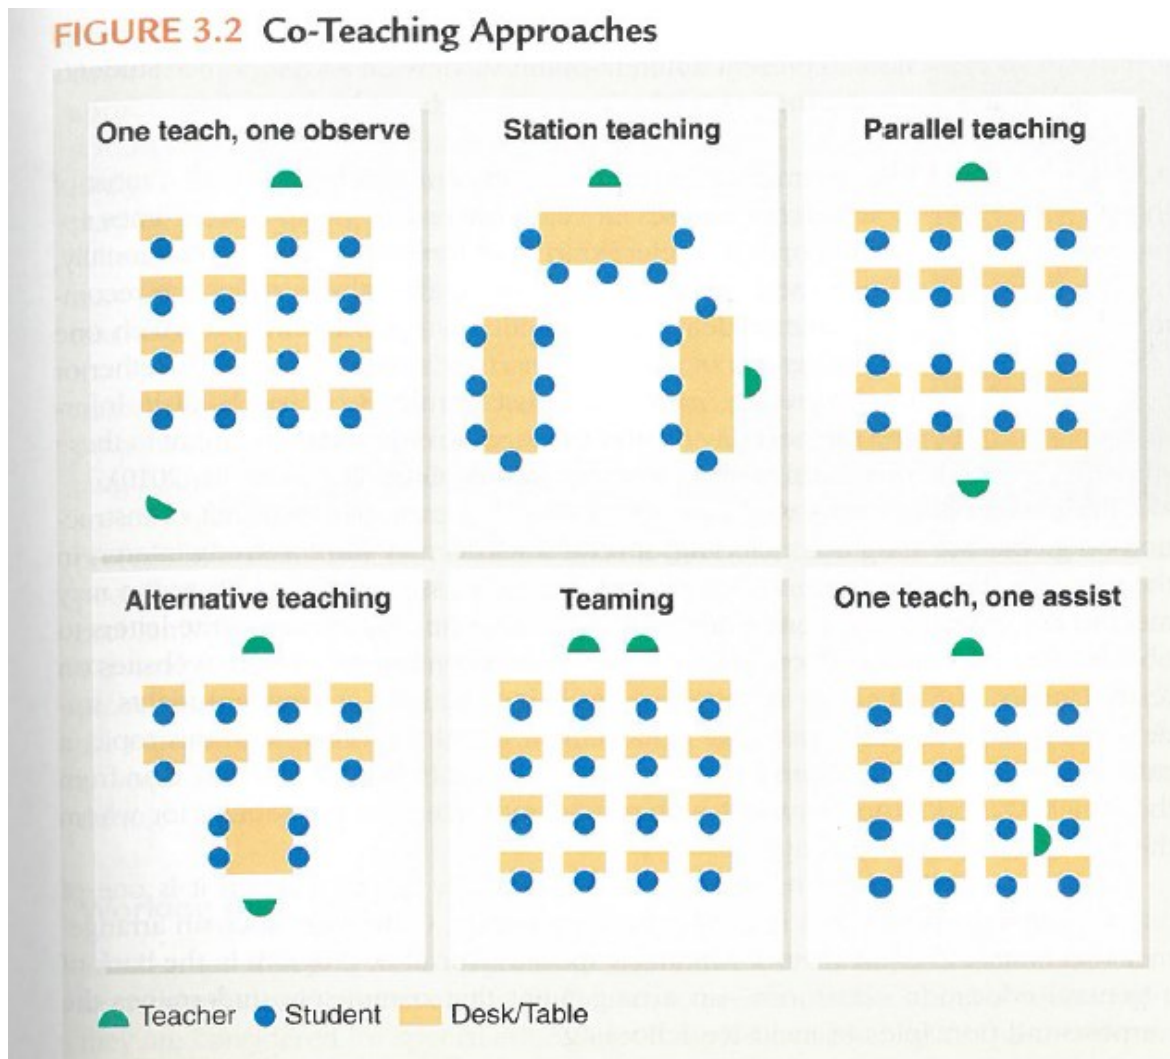 FIGURE 3.2 Co-Teaching Approaches
One teach, one observe
Station teaching
Parallel teaching
Alternative teaching
Teaming
One teach, one assist
Teacher Student Desk/Table